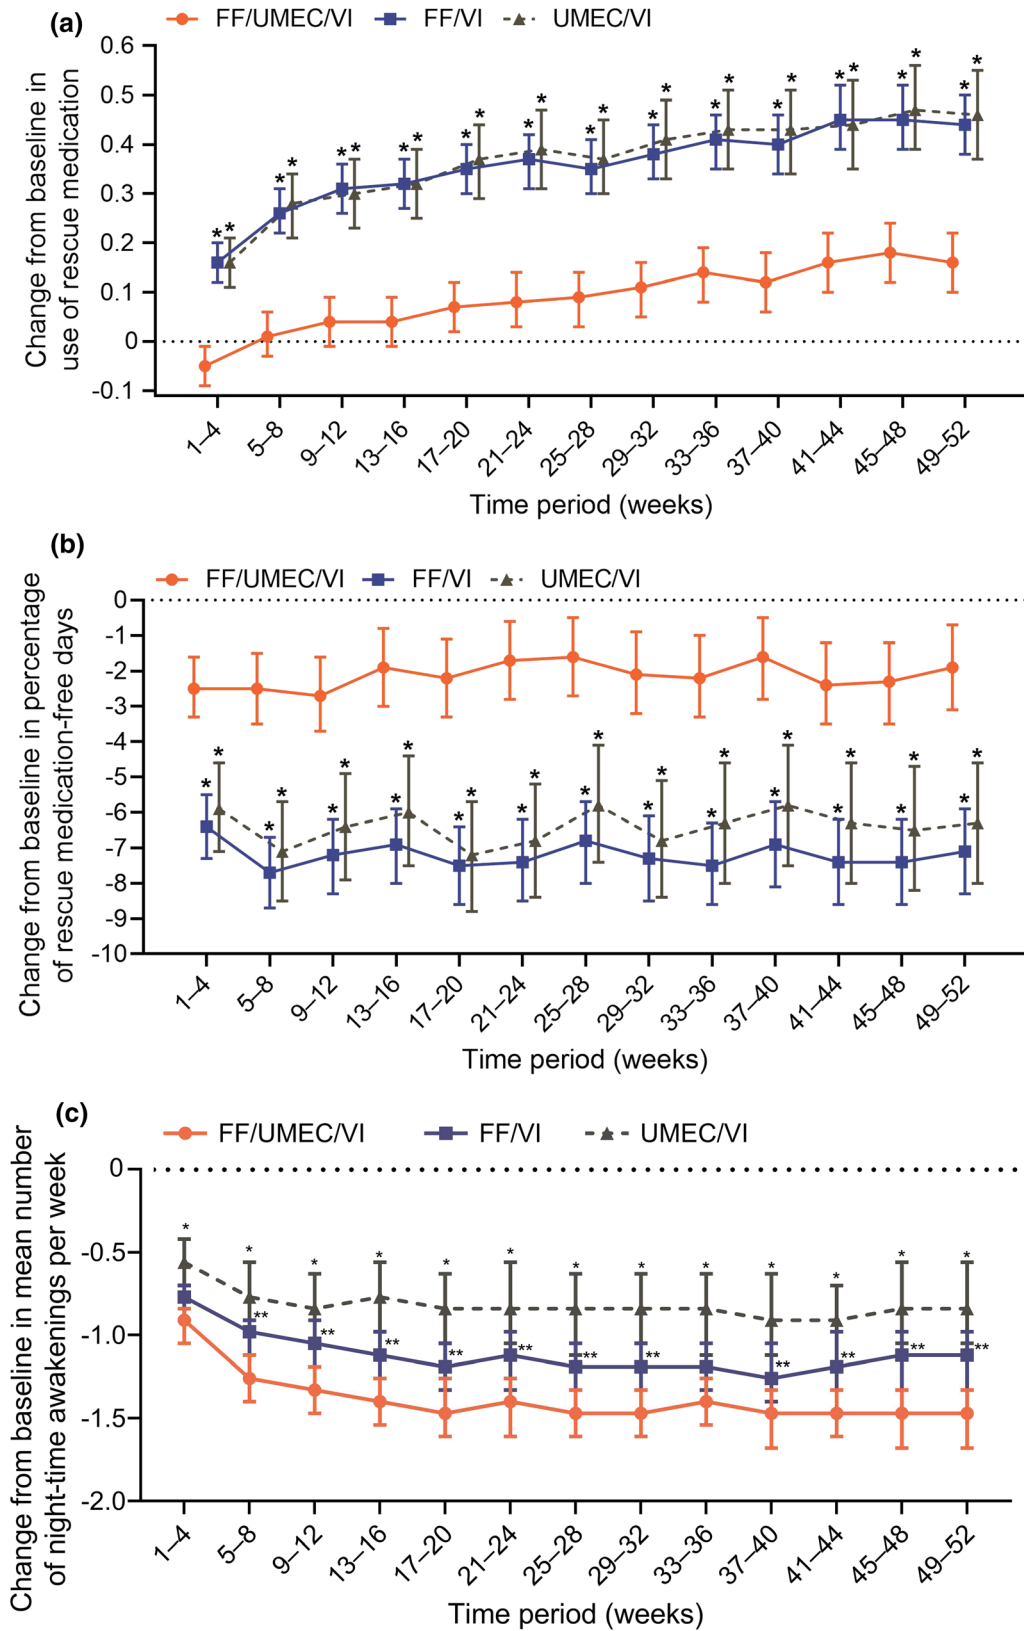 (a)
FF/UMEC/VI FF/VI UMEC/VI
Change from baseline in
use of rescue medication
0.6
0.5
0.4
0.3
0.2
0.1
0
-0.1
* * * * * * * * * * * * * * * * * * * * * * * * * *
1–4 5–8 9–12 13–16 17–20 21–24 25–28 29–32 33–36 37–40 41–44 45–48 49–52
Time period (weeks)
(b)
FF/UMEC/VI FF/VI UMEC/VI
Change from baseline in percentage
of rescue medication-free days
0
-1
-2
-3
-4
-5
-6
-7
-8
-9
-10
* * * * * * * * * * * * * * * * * * * * * * * * * *
1–4 5–8 9–12 13–16 17–20 21–24 25–28 29–32 33–36 37–40 41–44 45–48 49–52
Time period (weeks)
(c)
FF/UMEC/VI FF/VI UMEC/VI
Change from baseline in mean number
of night-time awakenings per week
0
-0.5
-1.0
-1.5
-2.0
* * * * * * * * * * * * *
** ** ** ** ** ** ** ** ** ** **
1–4 5–8 9–12 13–16 17–20 21–24 25–28 29–32 33–36 37–40 41–44 45–48 49–52
Time period (weeks)